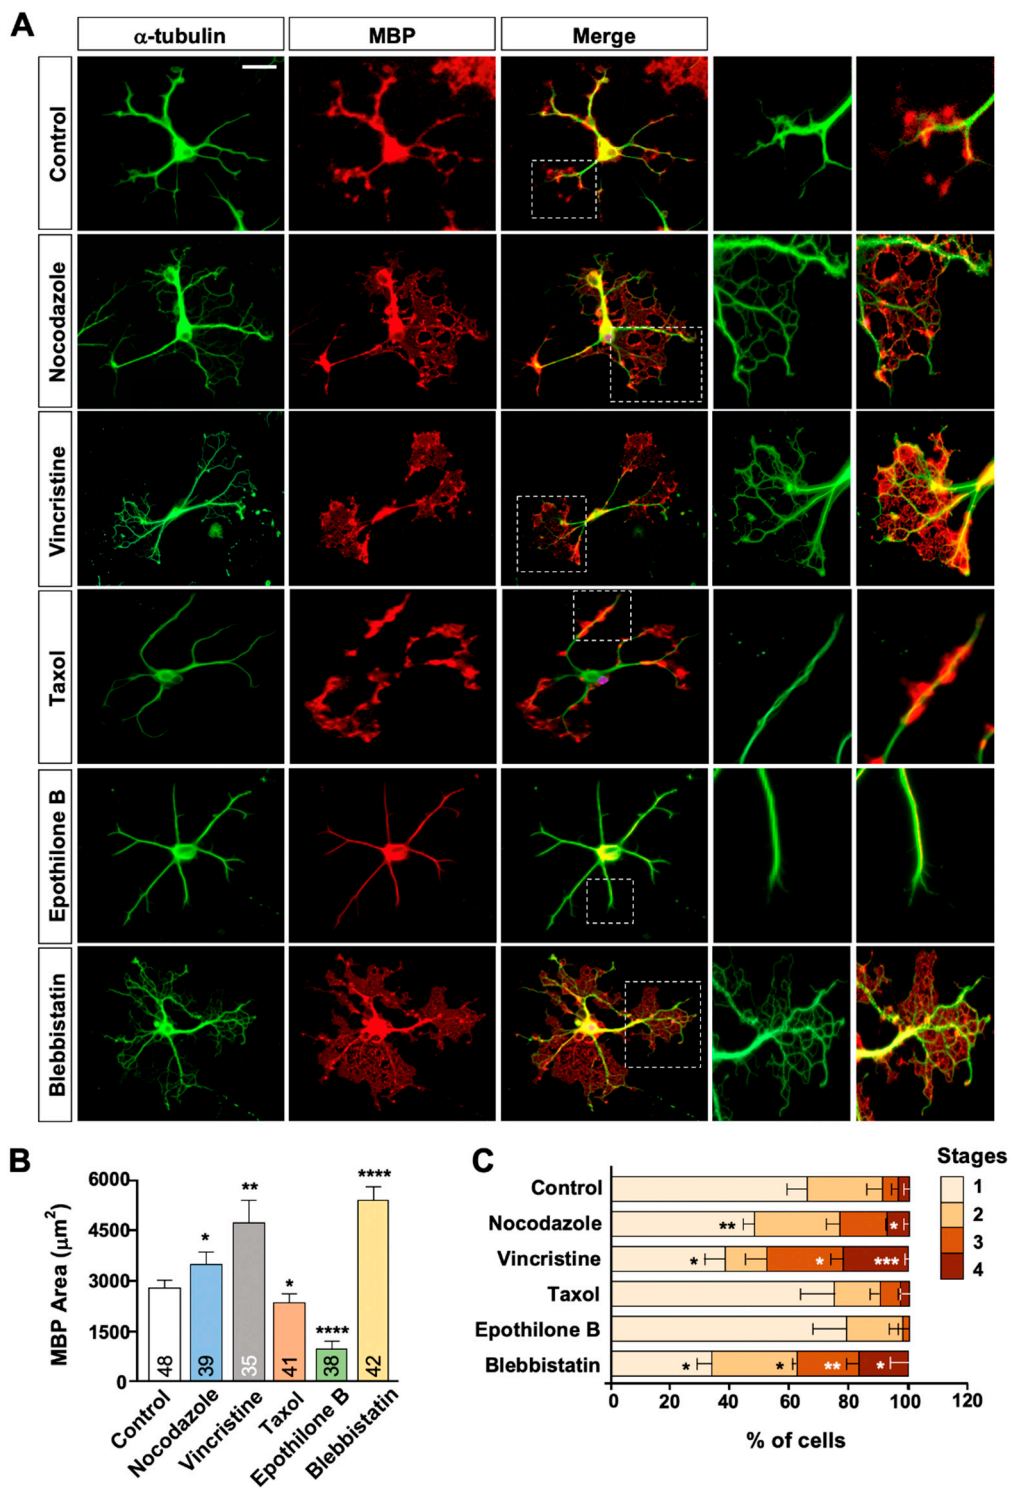 A
α-tubulin
MBP
Merge
Control
Nocodazole
Vincristine
Taxol
Epothilone B
Blebbistatin
B
MBP Area (μm²)
6000
4500
3000
1500
0
*
**
*
****
****
48
39
35
41
38
42
Control
Nocodazole
Vincristine
Taxol
Epothilone B
Blebbistatin
C
Stages
1
2
3
4
Control
Nocodazole
** *
Vincristine
* * ***
Taxol
Epothilone B
Blebbistatin
* * ** *
0 20 40 60 80 100 120
% of cells